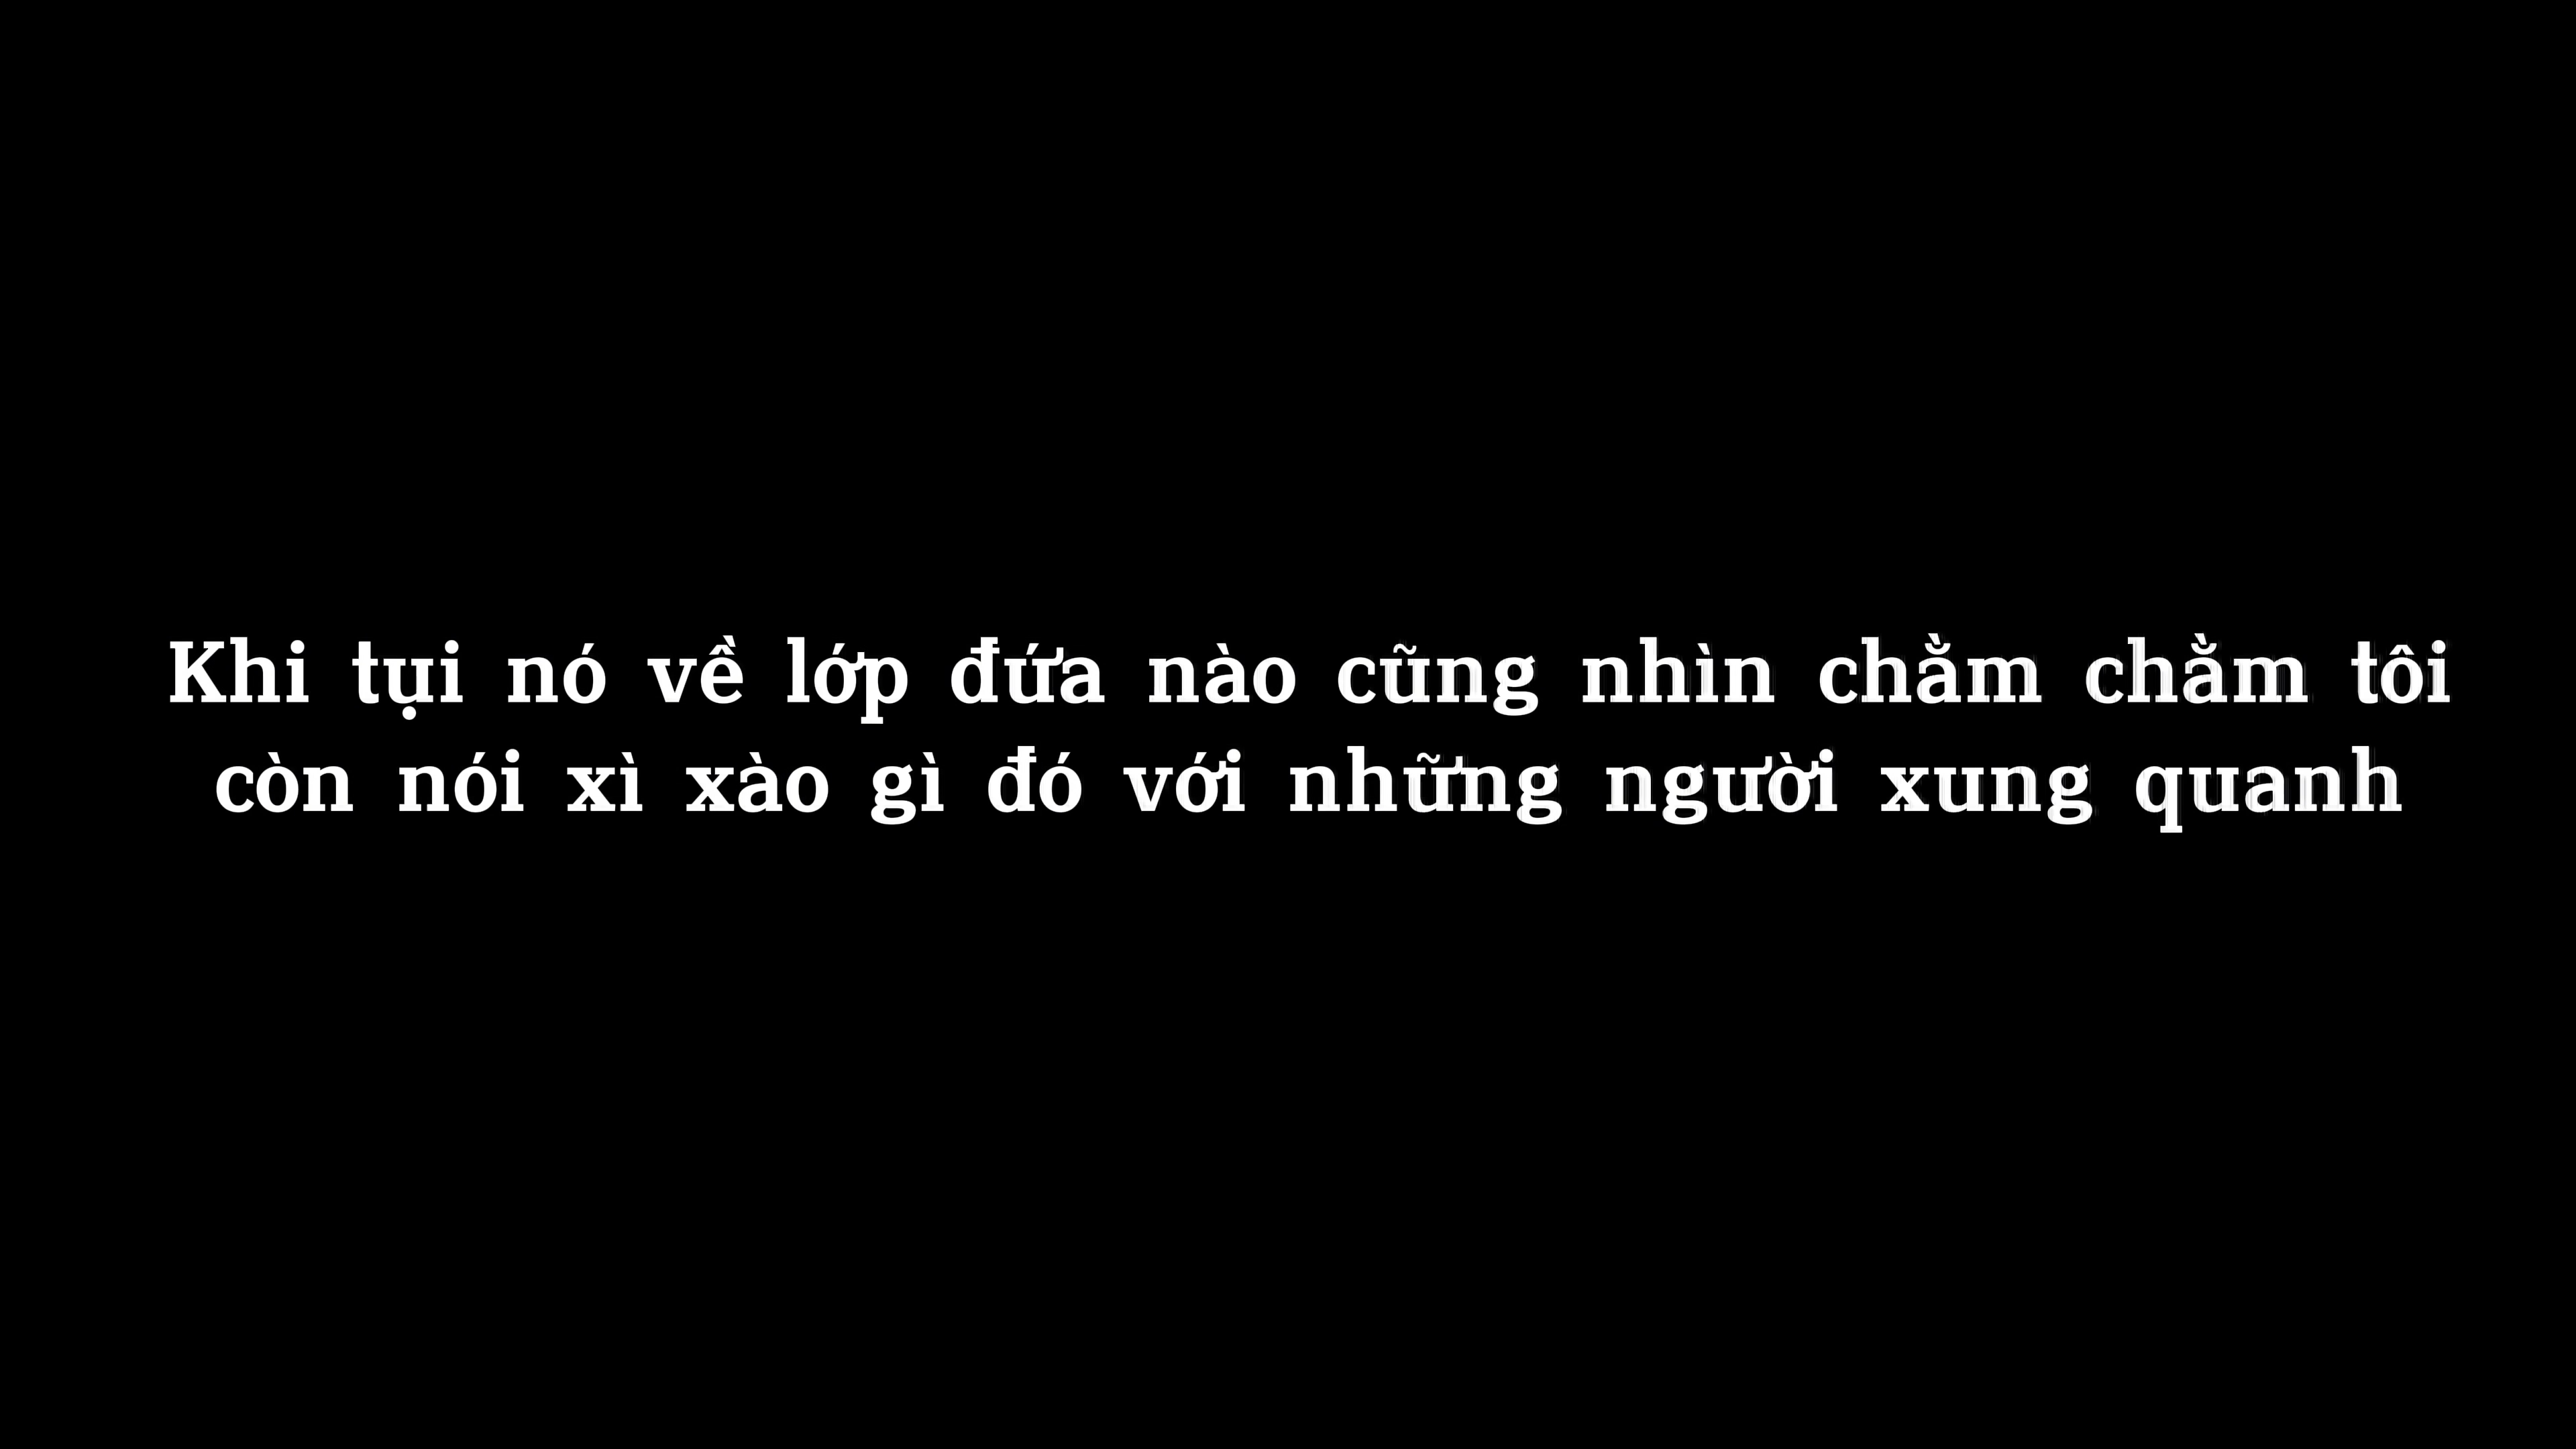 Khi tụi nó về lớp đứa nào cũng nhìn chằm chằm tôi
còn nói xì xào gì đó với những người xung quanh